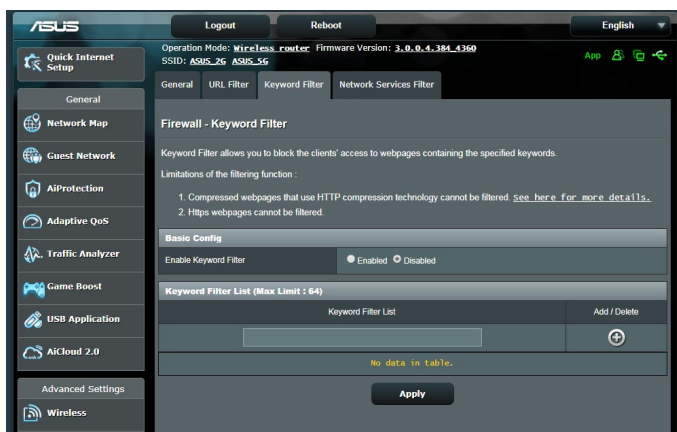 ASUS
Logout
Reboot
English
Quick Internet
Setup
Operation Mode: Wireless router Firmware Version: 3.0.0.4.384_4360
SSID: ASUS_2G ASUS_5G
App
General
URL Filter
Keyword Filter
Network Services Filter
General
Network Map
Guest Network
AiProtection
Adaptive QoS
Traffic Analyzer
Game Boost
USB Application
AiCloud 2.0
Advanced Settings
Wireless
Firewall - Keyword Filter
Keyword Filter allows you to block the clients' access to webpages containing the specified keywords.
Limitations of the filtering function :
1. Compressed webpages that use HTTP compression technology cannot be filtered. See here for more details.
2. Https webpages cannot be filtered.
Basic Config
Enable Keyword Filter
Enabled Disabled
Keyword Filter List (Max Limit : 64)
Keyword Filter List
Add / Delete
No data in table.
Apply